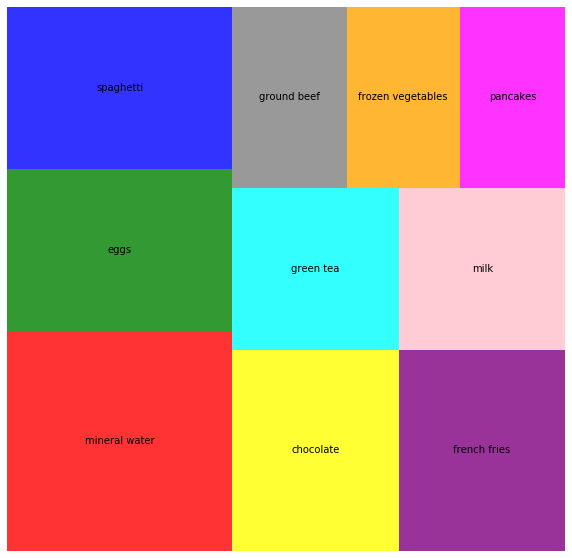 spaghetti
ground beef
frozen vegetables
pancakes
eggs
green tea
milk
mineral water
chocolate
french fries